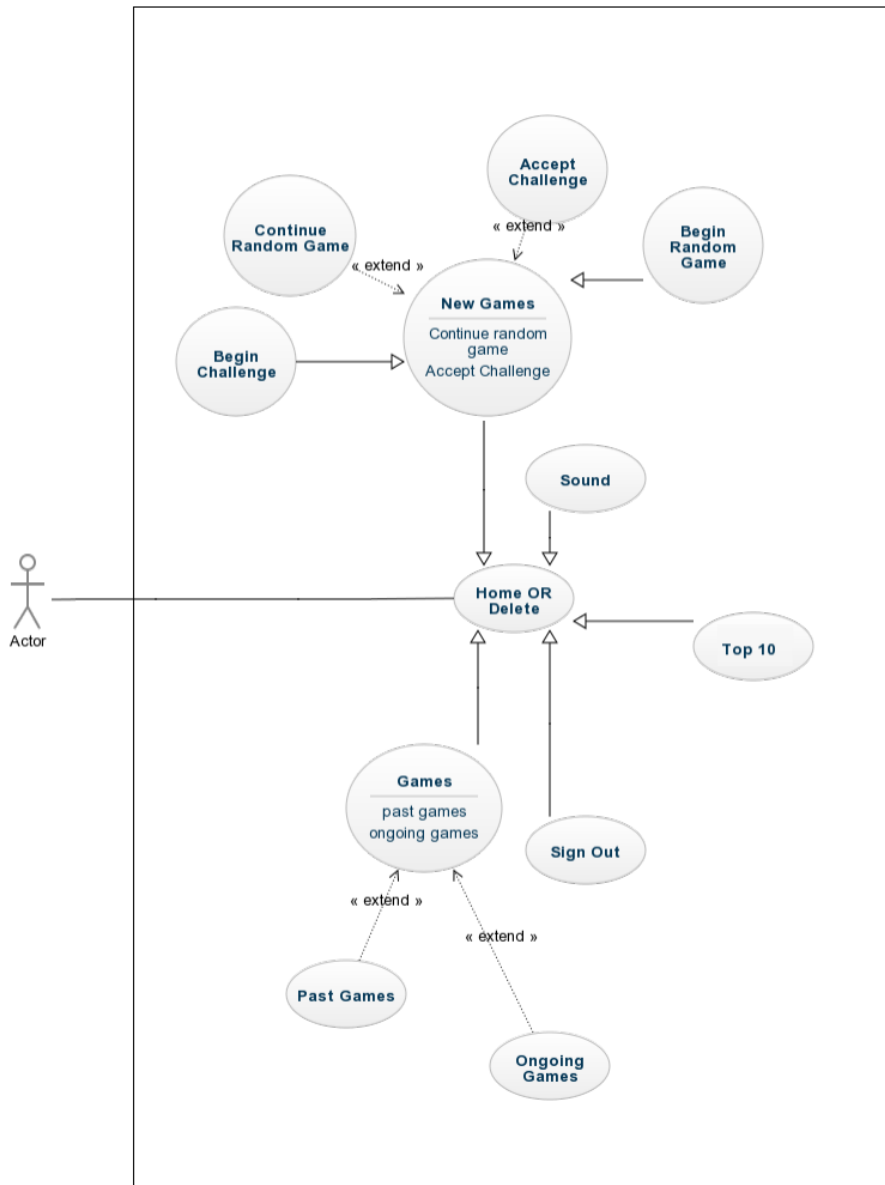 Accept
Challenge
Continue
Random Game
« extend »
Begin
Random
Game
« extend »
New Games
Continue random
game
Accept Challenge
Begin
Challenge
Sound
Home OR
Delete
Actor
Top 10
Games
past games
ongoing games
Sign Out
« extend »
« extend »
Past Games
Ongoing
Games